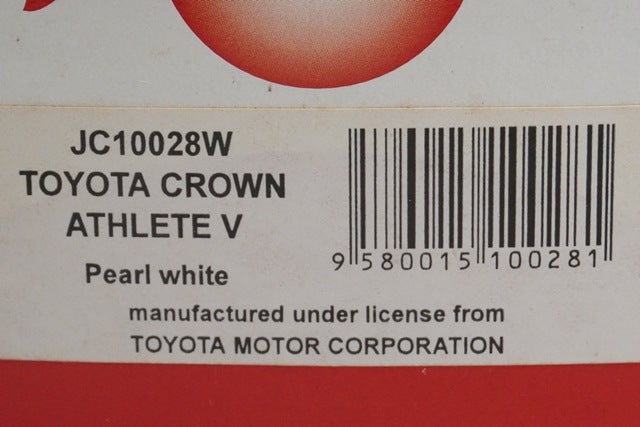 JC10028W
TOYOTA CROWN
ATHLETE V
Pearl white
9 580015 100281
manufactured under license from
TOYOTA MOTOR CORPORATION